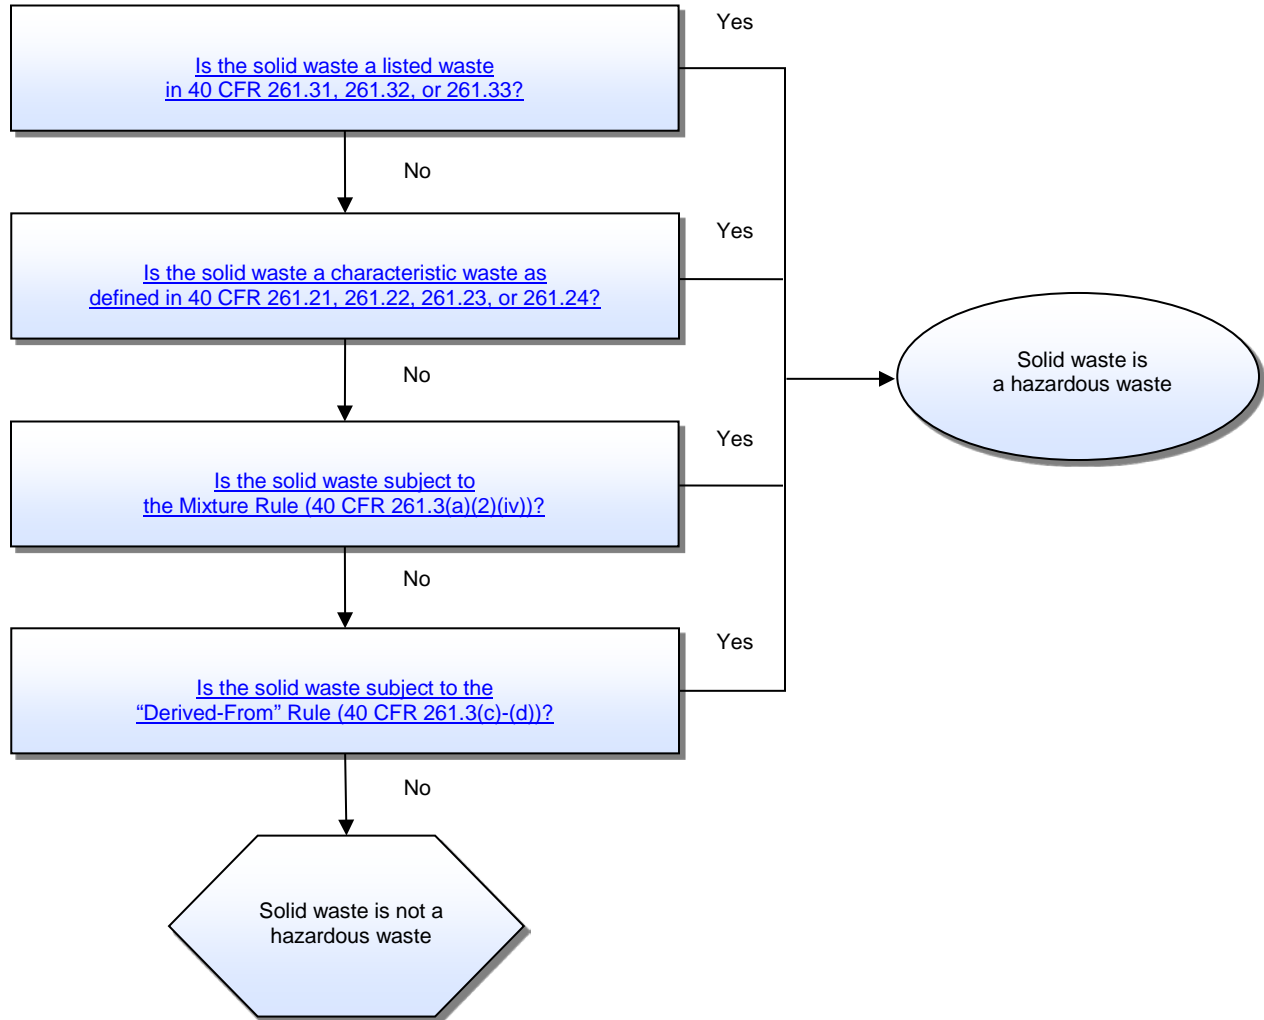 Yes
Is the solid waste a listed waste
in 40 CFR 261.31, 261.32, or 261.33?
No
Yes
Is the solid waste a characteristic waste as
defined in 40 CFR 261.21, 261.22, 261.23, or 261.24?
No
Solid waste is
a hazardous waste
Yes
Is the solid waste subject to
the Mixture Rule (40 CFR 261.3(a)(2)(iv))?
No
Yes
Is the solid waste subject to the
“Derived-From” Rule (40 CFR 261.3(c)-(d))?
No
Solid waste is not a
hazardous waste